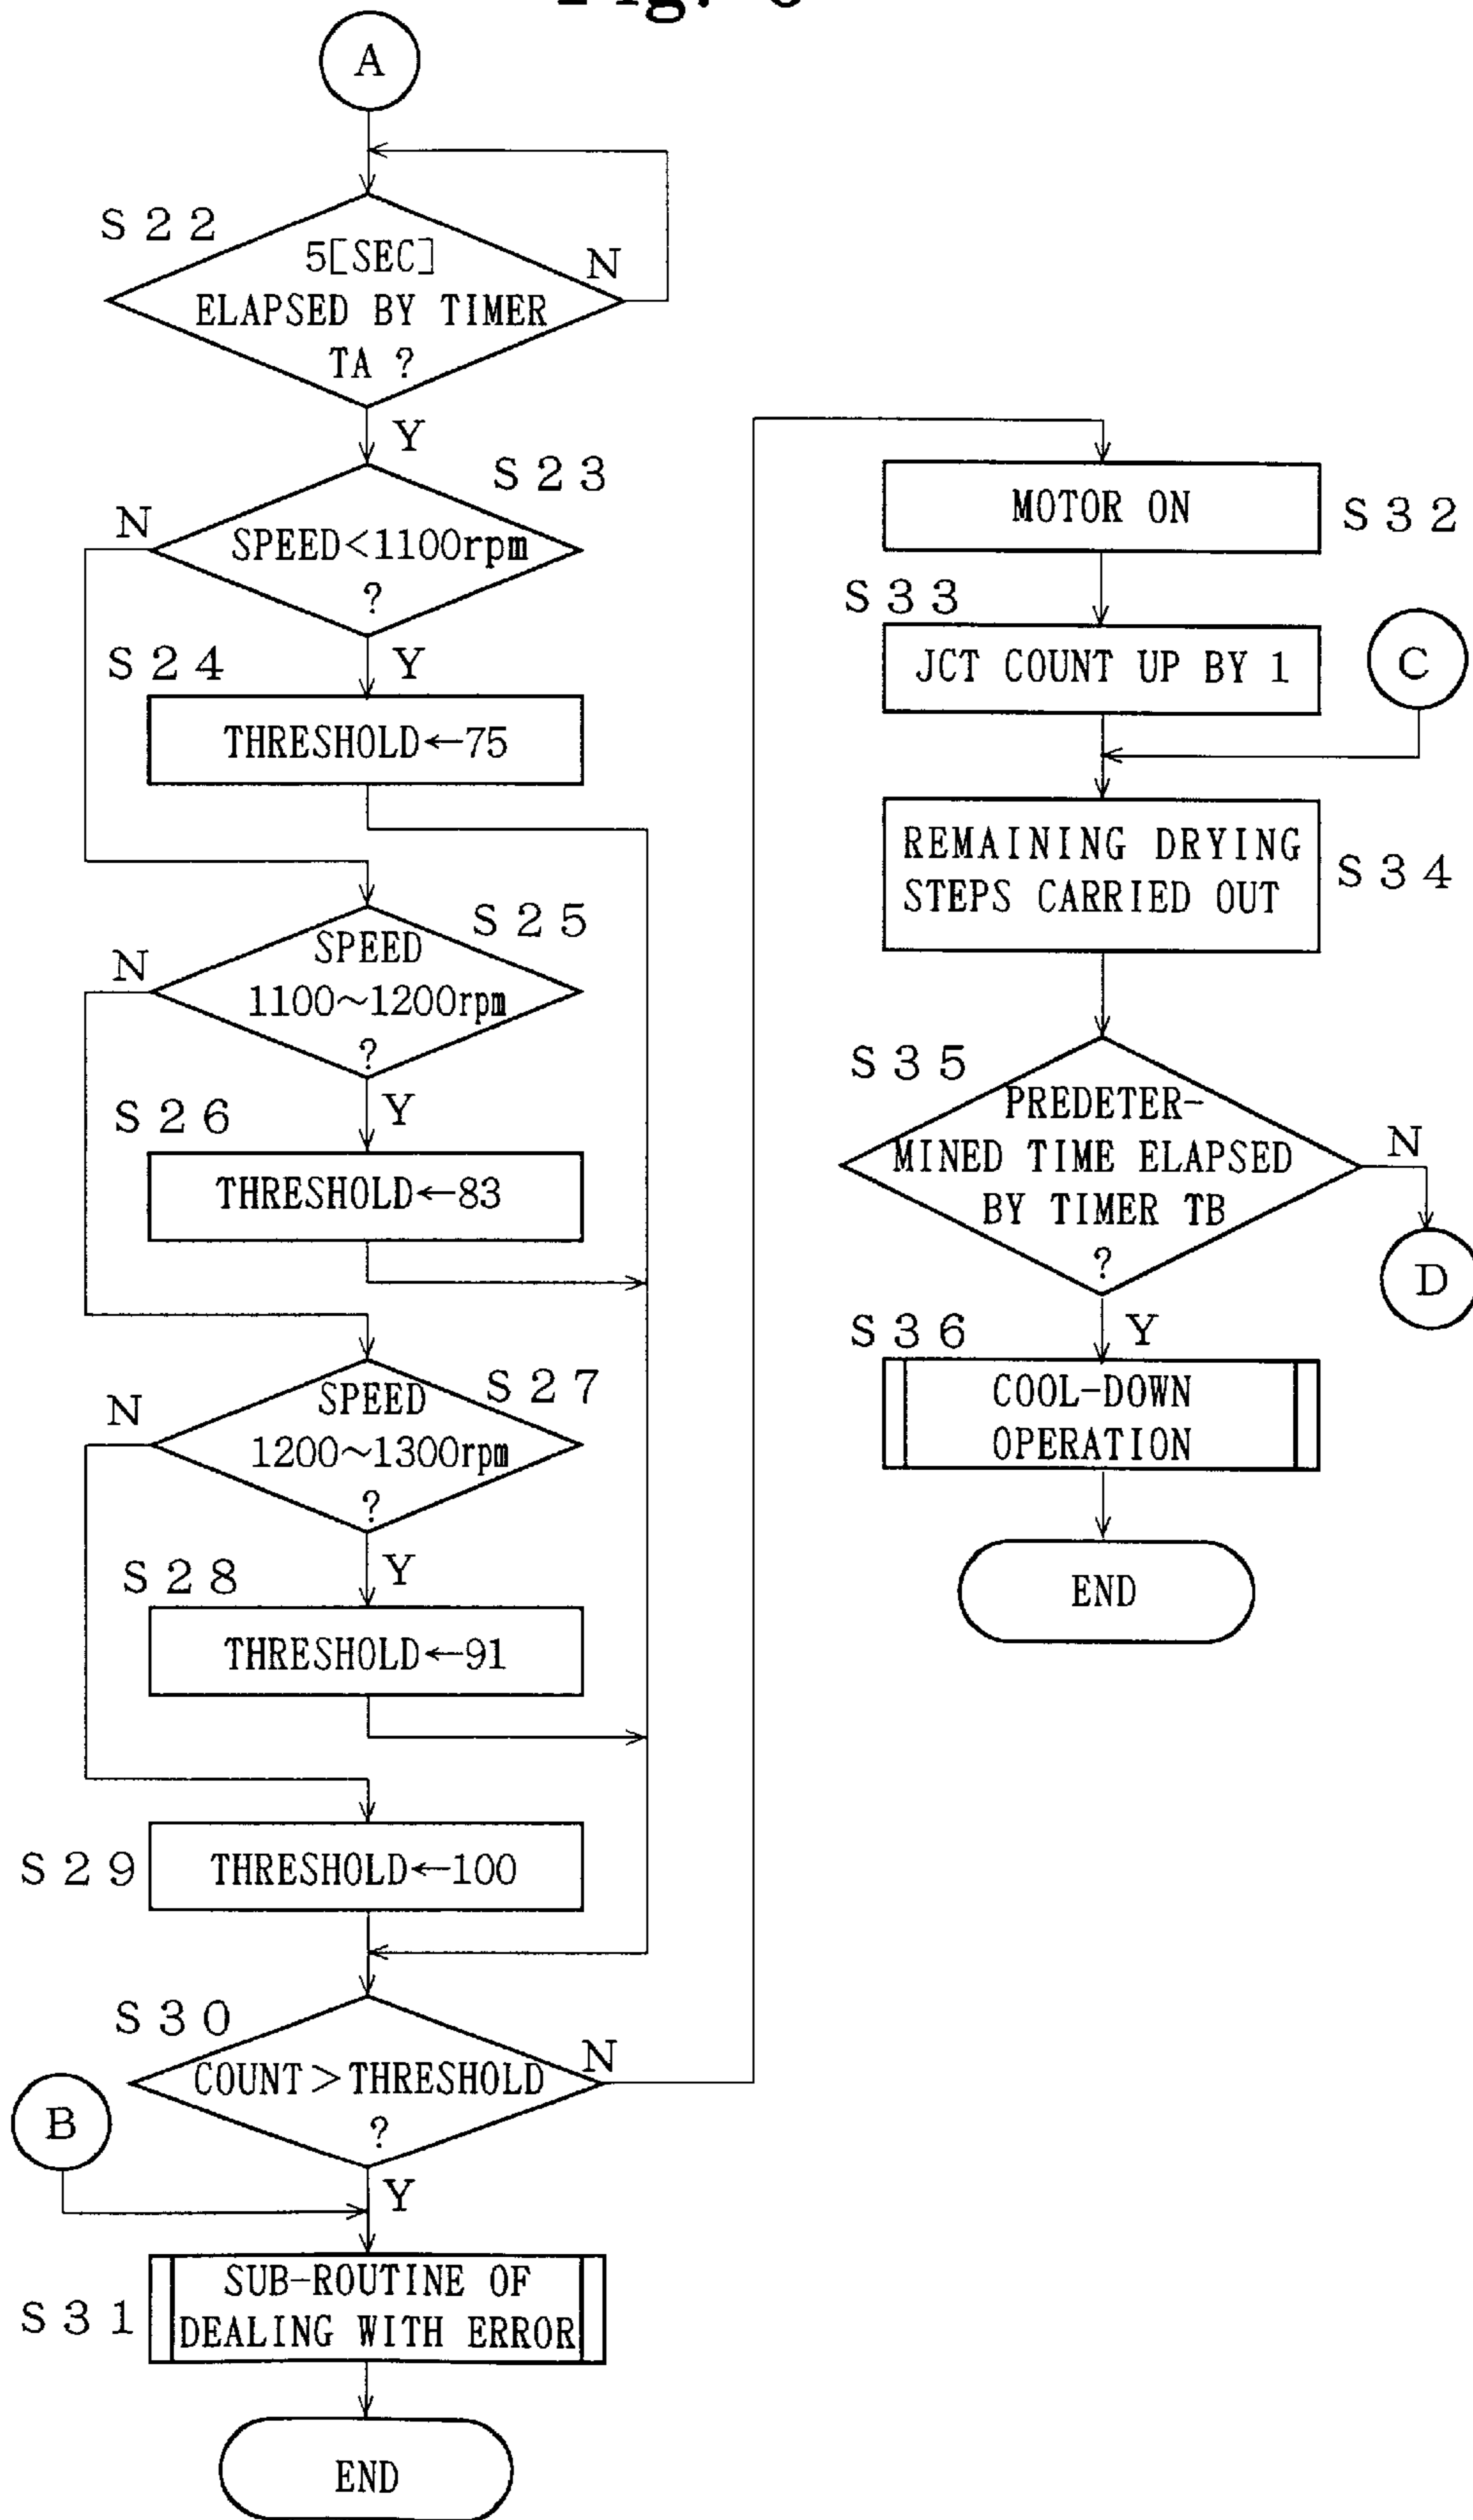 A
S22
5[SEC]
ELAPSED BY TIMER
TA ?
N
Y
S23
N
SPEED<1100rpm
?
S24
Y
THRESHOLD←75
S25
N
SPEED
1100~1200rpm
?
S26
Y
THRESHOLD←83
S27
N
SPEED
1200~1300rpm
?
S28
Y
THRESHOLD←91
S29
THRESHOLD←100
S30
COUNT>THRESHOLD
?
N
B
Y
S31
SUB-ROUTINE OF
DEALING WITH ERROR
END
MOTOR ON
S32
S33
JCT COUNT UP BY 1
C
REMAINING DRYING
STEPS CARRIED OUT
S34
S35
PREDETER-
MINED TIME ELAPSED
BY TIMER TB
?
N
D
S36
Y
COOL-DOWN
OPERATION
END